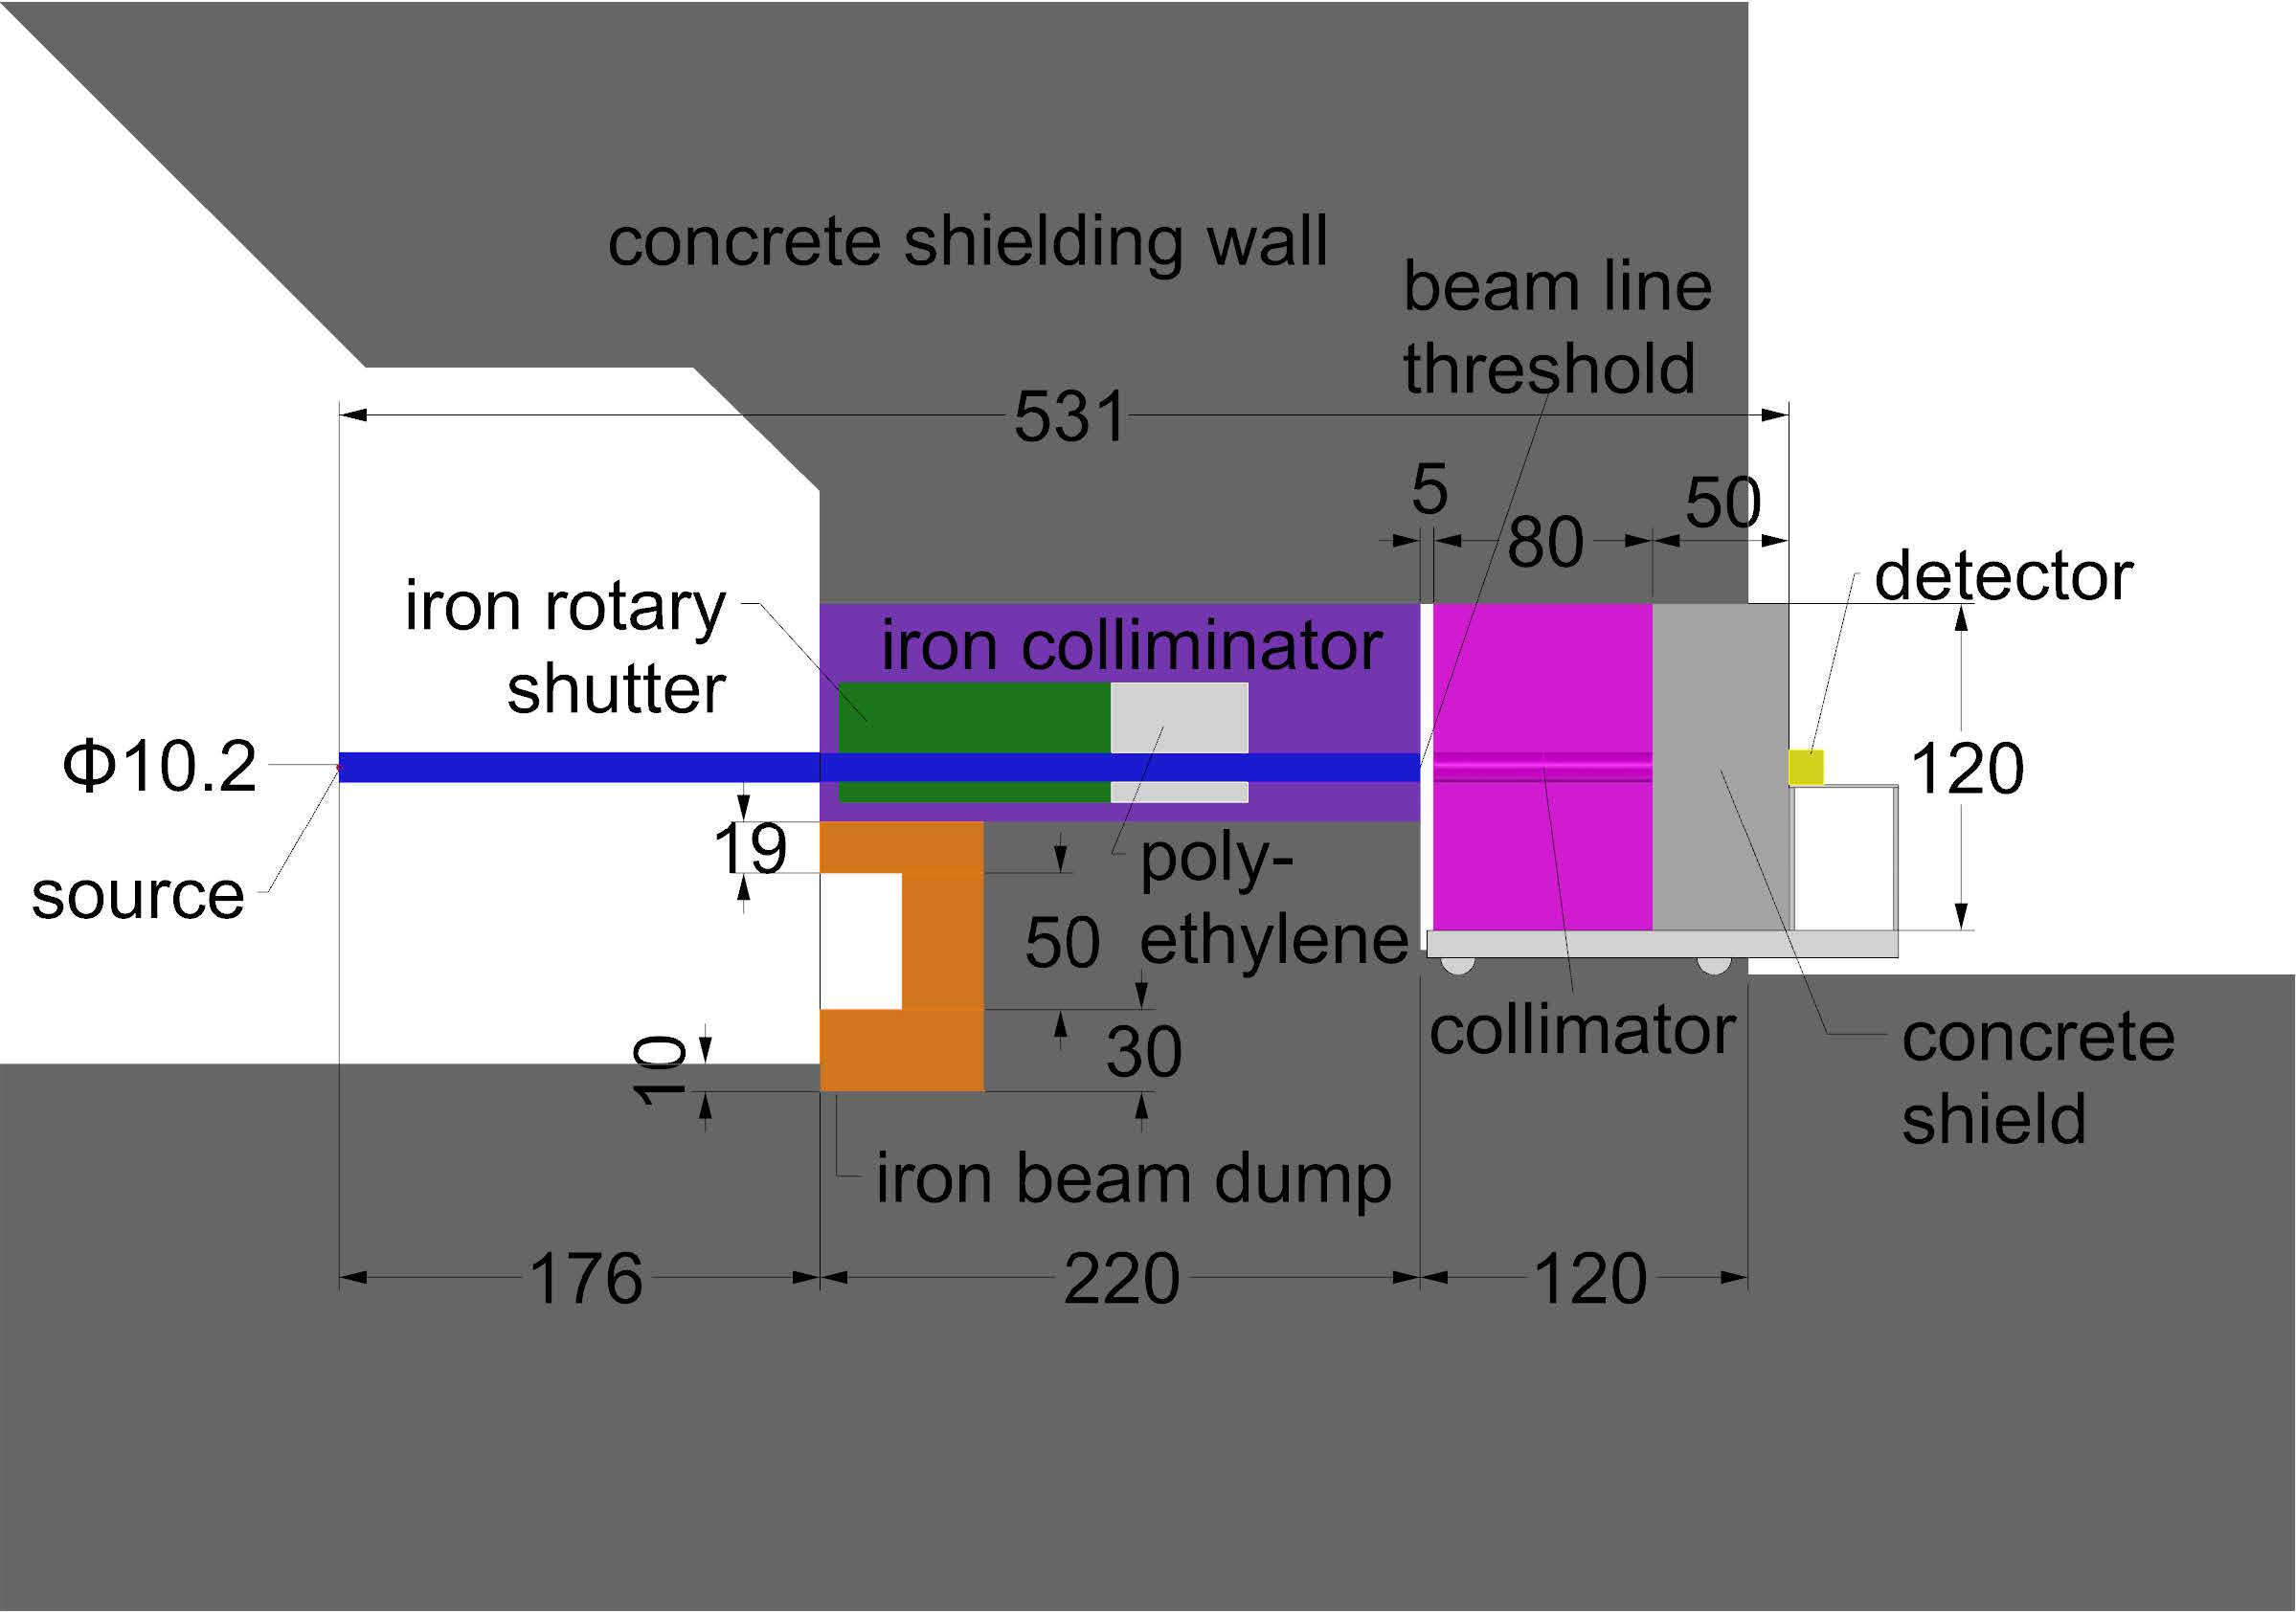 concrete shielding wall
beam line
threshold
531
5
80
50
detector
iron rotary
shutter
iron colliminator
Φ10.2
120
19
poly-
ethylene
source
50
10
30
collimator
concrete
shield
iron beam dump
176
220
120